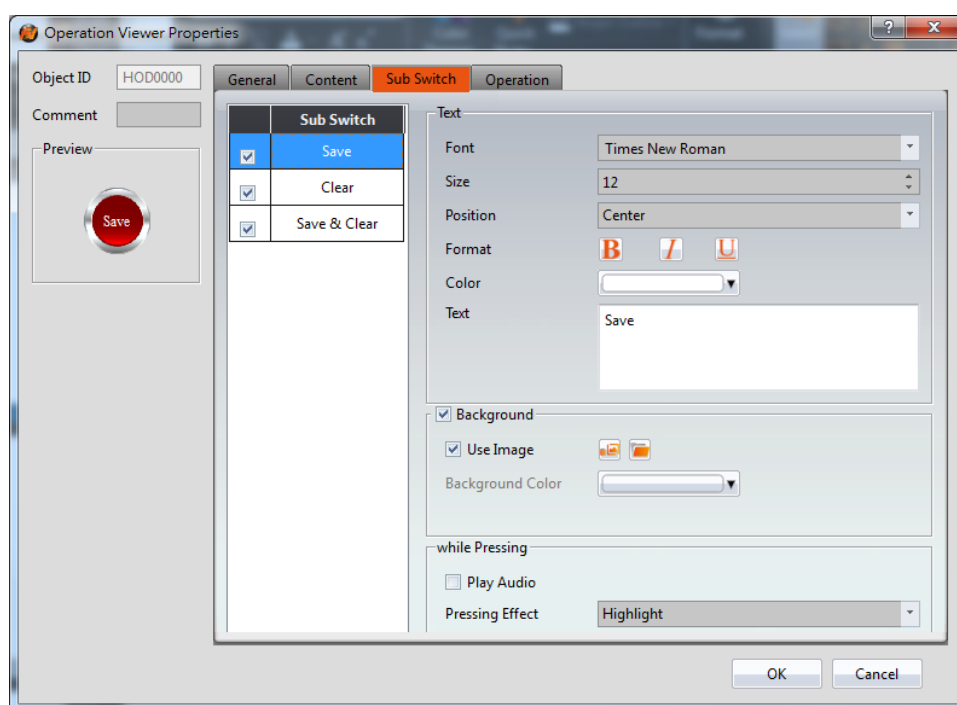 Operation Viewer Properties
Object ID HOD0000
Comment
Preview
Save
General Content Sub Switch Operation
Sub Switch
Save
Clear
Save & Clear
Text
Font Times New Roman
Size 12
Position Center
Format B I U
Color
Text Save
Background
Use Image
Background Color
while Pressing
Play Audio
Pressing Effect Highlight
OK Cancel